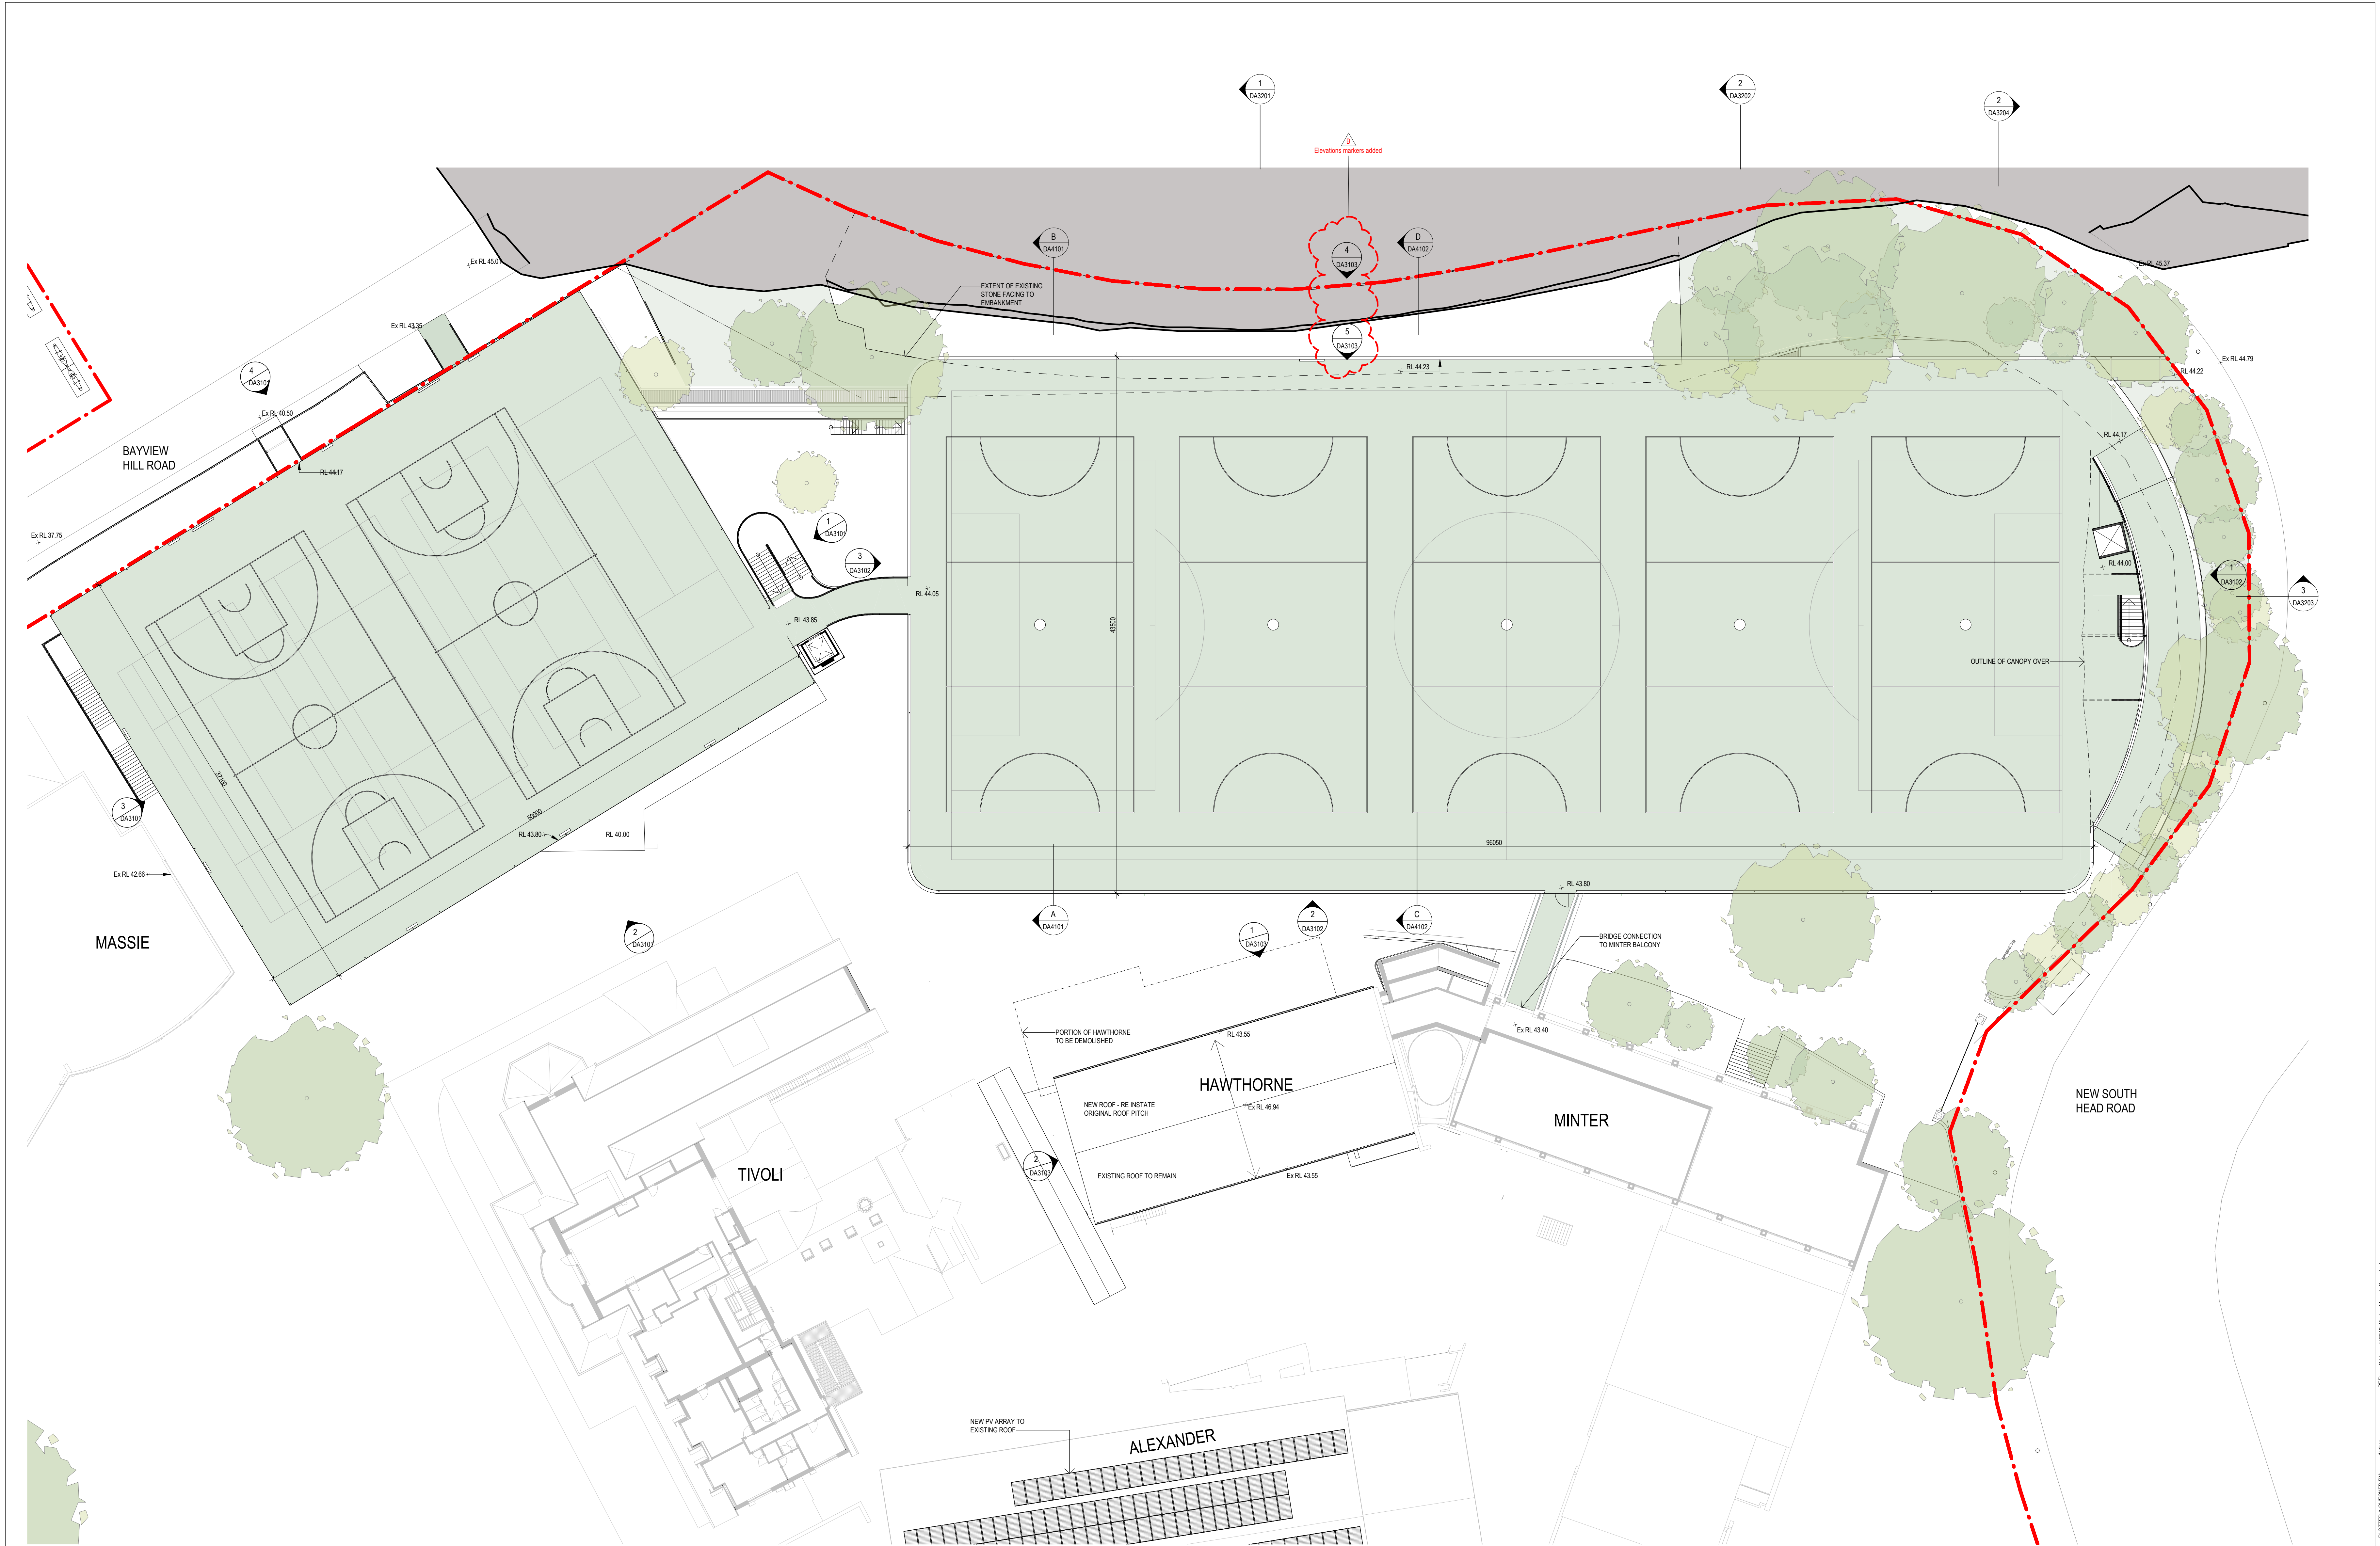 1
DA3201
2
DA3202
2
DA3204
B
Elevations markers added
B
DA4101
4
DA3103
D
DA4102
Ex RL 45.01
Ex RL 45.37
EXTENT OF EXISTING
STONE FACING TO
EMBANKMENT
Ex RL 43.35
5
DA3103
Ex RL 44.79
4
DA3101
RL 44.23
RL 44.22
Ex RL 40.50
BAYVIEW
HILL ROAD
RL 44.17
RL 44.17
Ex RL 37.75
1
DA3101
3
DA3102
RL 44.00
1
DA3102
3
DA3203
RL 44.05
RL 43.85
43500
OUTLINE OF CANOPY OVER
37100
50000
3
DA3101
RL 43.80
RL 40.00
96050
Ex RL 42.66
RL 43.80
MASSIE
2
DA3101
A
DA4101
1
DA3103
2
DA3102
C
DA4102
BRIDGE CONNECTION
TO MINTER BALCONY
PORTION OF HAWTHORNE
TO BE DEMOLISHED
RL 43.55
Ex RL 43.40
HAWTHORNE
NEW ROOF - RE INSTATE
ORIGINAL ROOF PITCH
Ex RL 46.94
MINTER
NEW SOUTH
HEAD ROAD
TIVOLI
2
DA3103
EXISTING ROOF TO REMAIN
Ex RL 43.55
NEW PV ARRAY TO
EXISTING ROOF
ALEXANDER